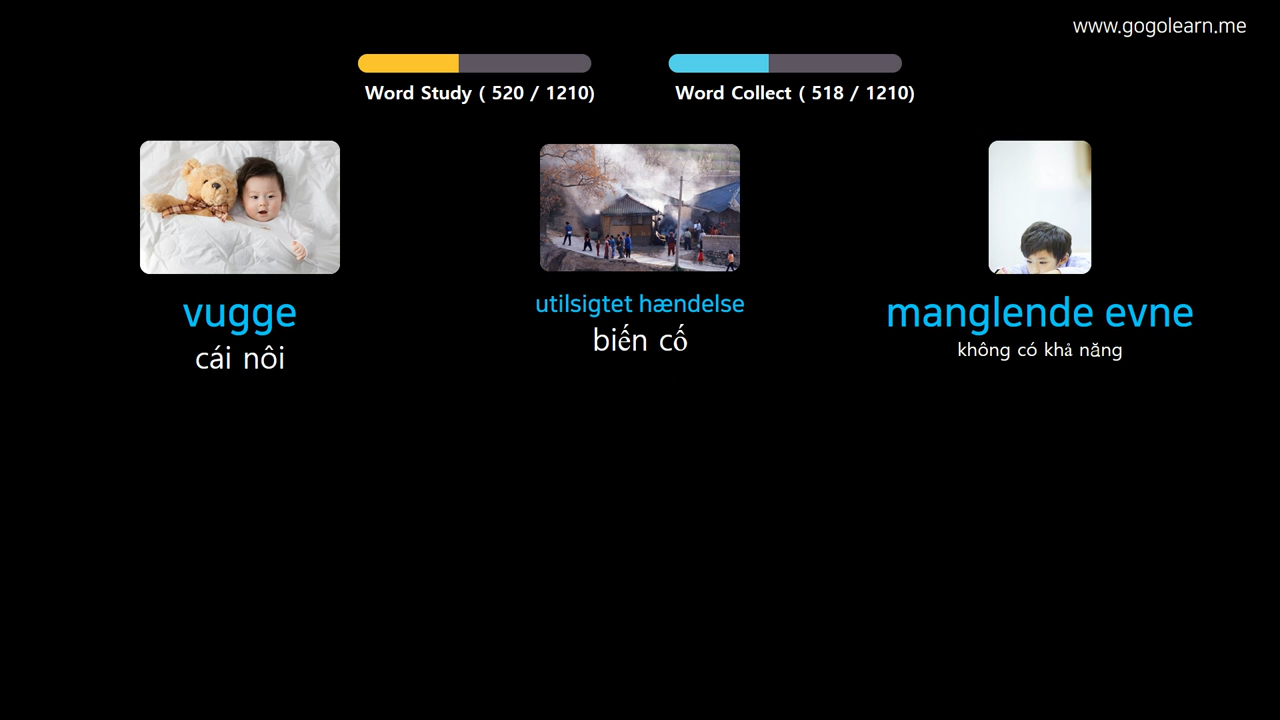 www.gogolearn.me
Word Study ( 520 / 1210)
Word Collect ( 518 / 1210)
vugge
cái nôi
utilsigtet hændelse
biến cố
manglende evne
không có khả năng